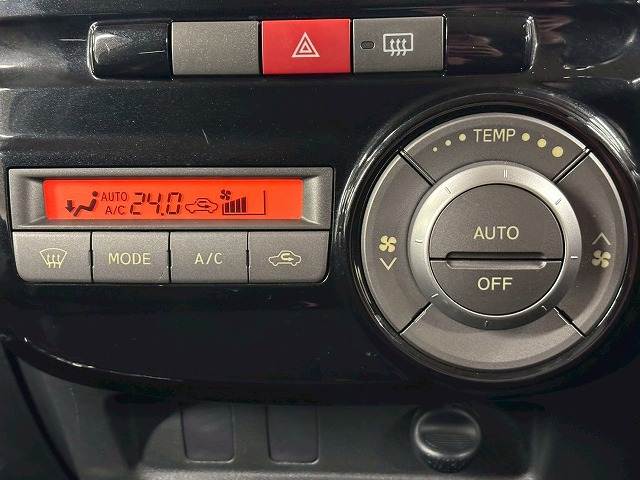 TEMP
AUTO
A/C 24.0
MODE
A/C
AUTO
OFF